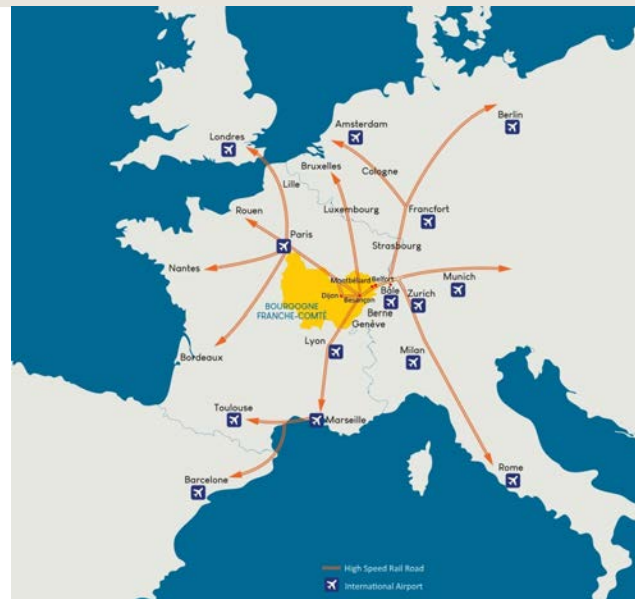 Londres
Amsterdam
Berlin
Bruxelles
Cologne
Lille
Rouen
Luxembourg
Francfort
Paris
Strasbourg
Nantes
Montbéliard
Belfort
Munich
Dijon
Besançon
Bâle
Zurich
BOURGOGNE
FRANCHE-COMTÉ
Berne
Genève
Lyon
Milan
Bordeaux
Toulouse
Marseille
Barcelone
Rome
High Speed Rail Road
International Airport